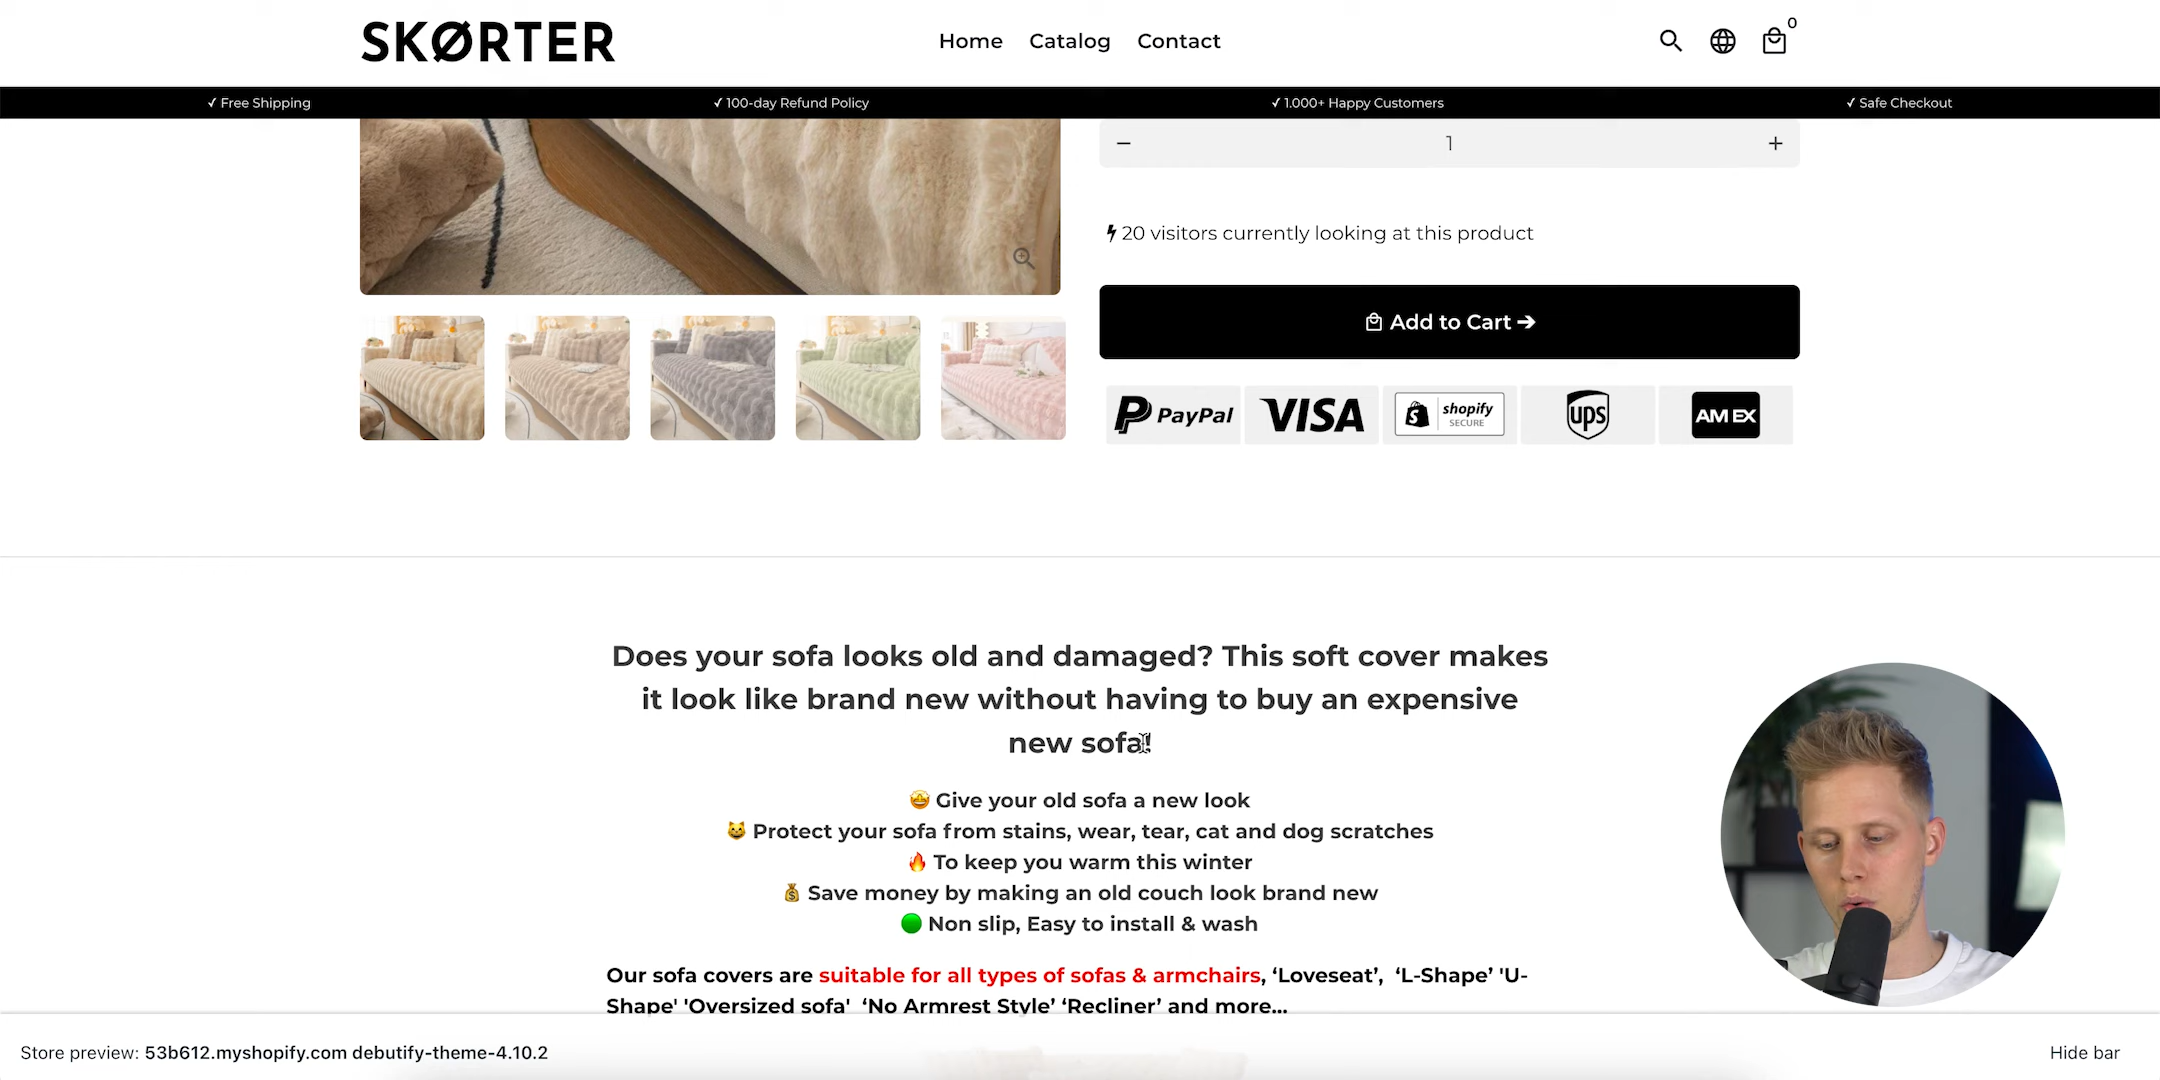 SKØRTER
Home Catalog Contact
0
✓ Free Shipping ✓ 100-day Refund Policy ✓ 1.000+ Happy Customers ✓ Safe Checkout
− 1 +
20 visitors currently looking at this product
Add to Cart ➔
PayPal VISA shopify SECURE ups AM EX
Does your sofa looks old and damaged? This soft cover makes
it look like brand new without having to buy an expensive
new sofa!
🤩 Give your old sofa a new look
😺 Protect your sofa from stains, wear, tear, cat and dog scratches
🔥 To keep you warm this winter
💰 Save money by making an old couch look brand new
🟢 Non slip, Easy to install & wash
Our sofa covers are suitable for all types of sofas & armchairs, ‘Loveseat’, ‘L-Shape’ 'U-
Shape' 'Oversized sofa' ‘No Armrest Style’ ‘Recliner’ and more...
Store preview: 53b612.myshopify.com debutify-theme-4.10.2 Hide bar